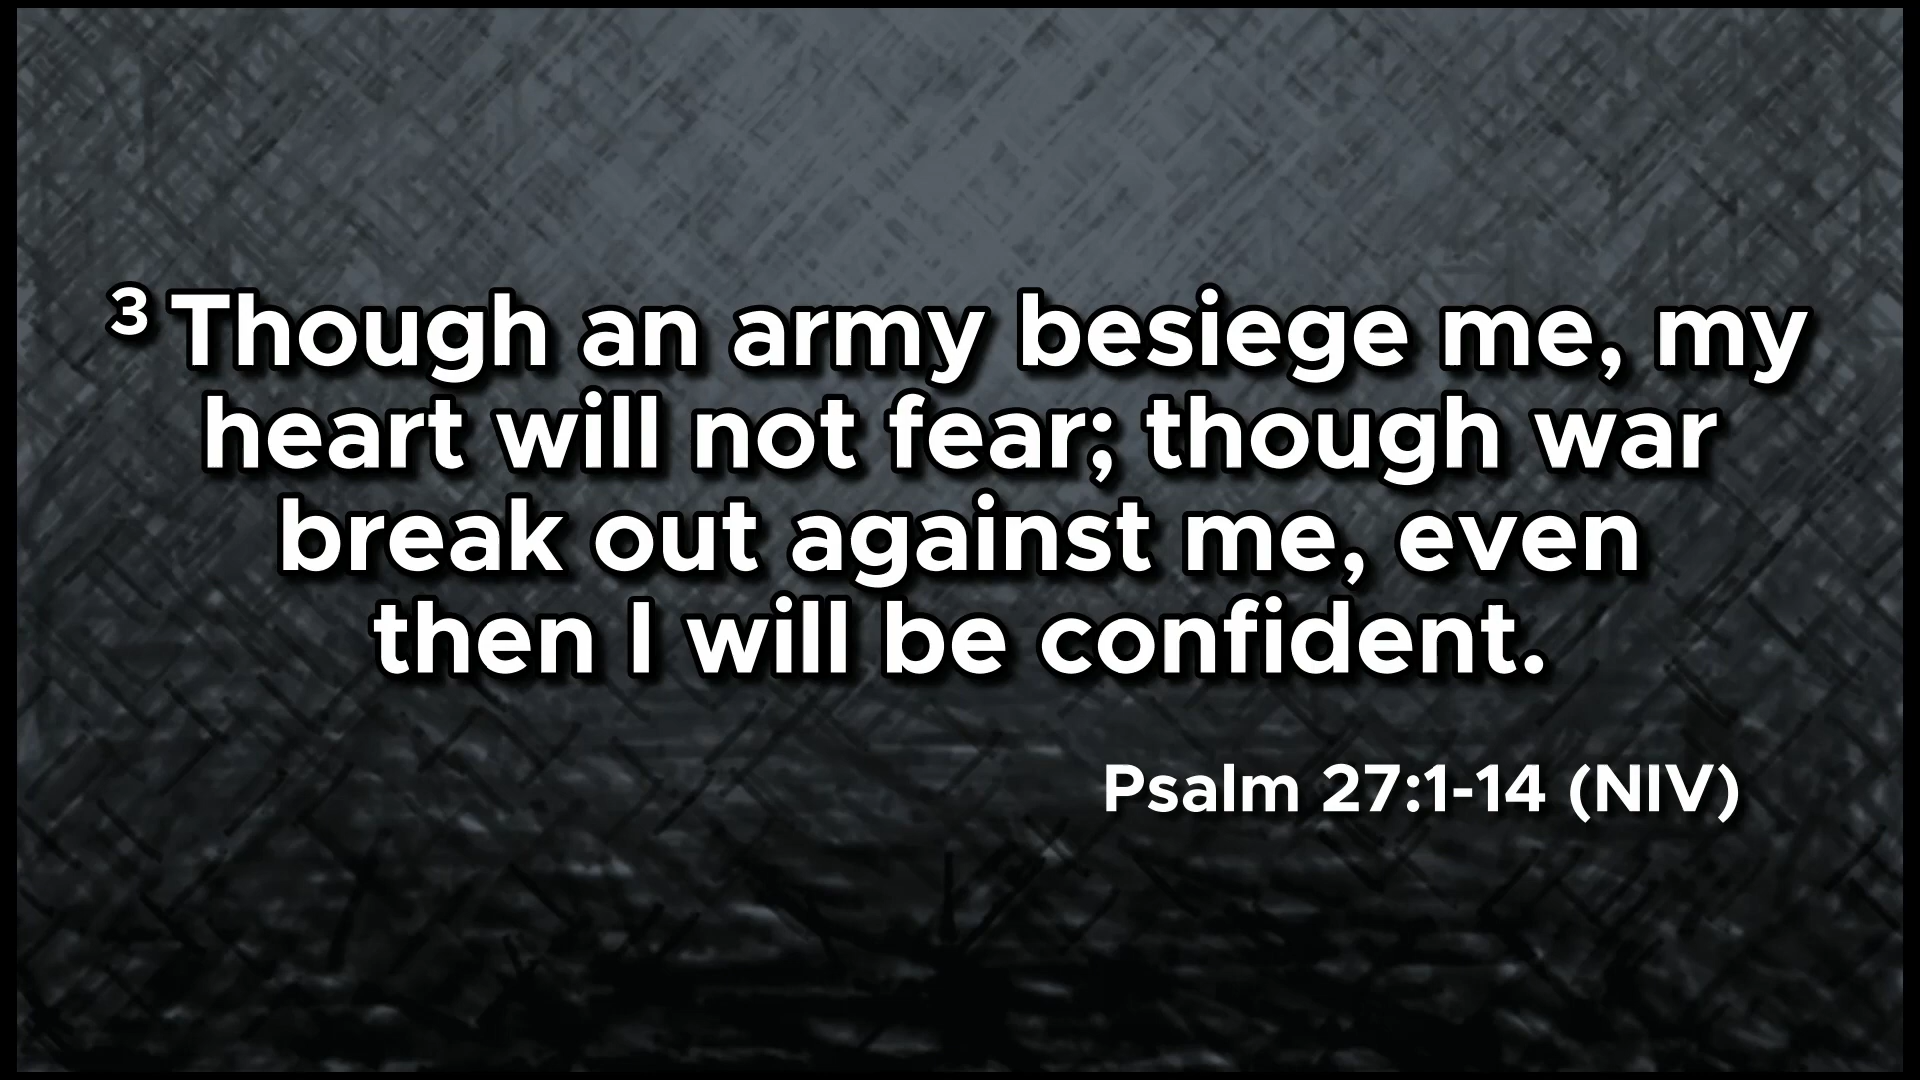 3 Though an army besiege me, my
heart will not fear; though war
break out against me, even
then I will be confident.
Psalm 27:1-14 (NIV)